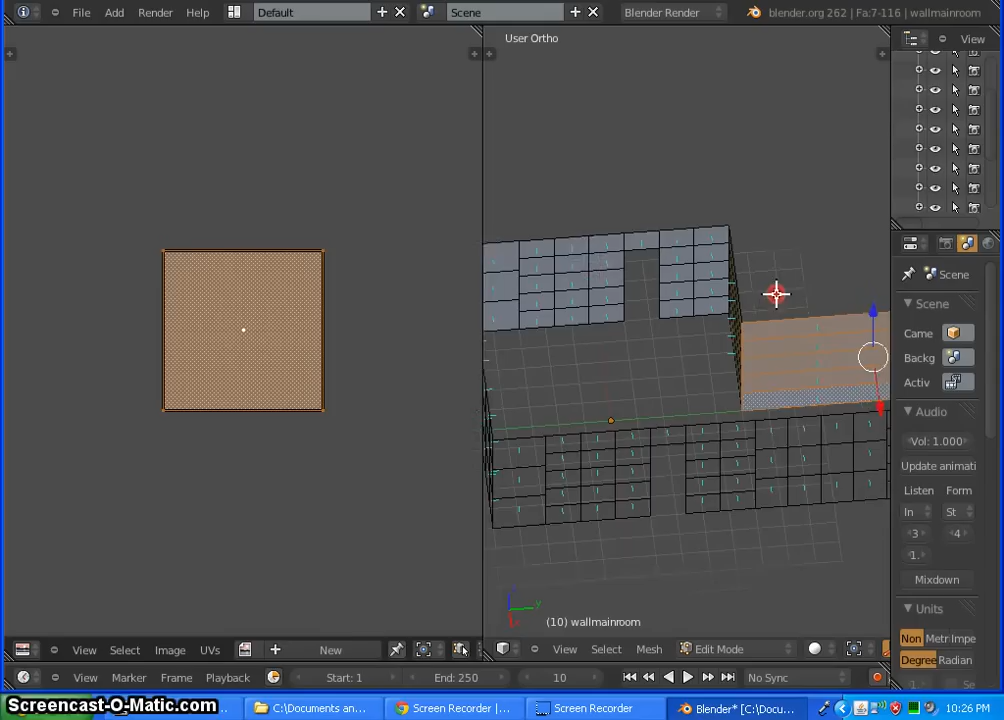 File Add Render Help Default Scene Blender Render blender.org 262 | Fa:7-116 | wallmainroom
User Ortho
View
Scene
Scene
Came
Backg
Activ
Audio
Vol: 1.000
Update animati
Listen Form
In St
3 4
1.
Mixdown
Units
Non Metri Impe
Degree Radian
Se
(10) wallmainroom
View Select Image UVs New View Select Mesh Edit Mode
View Marker Frame Playback Start: 1 End: 250 10 No Sync
Screencast-O-Matic.com C:\Documents an... Screen Recorder |... Screen Recorder Blender* [C:\Docu... 10:26 PM